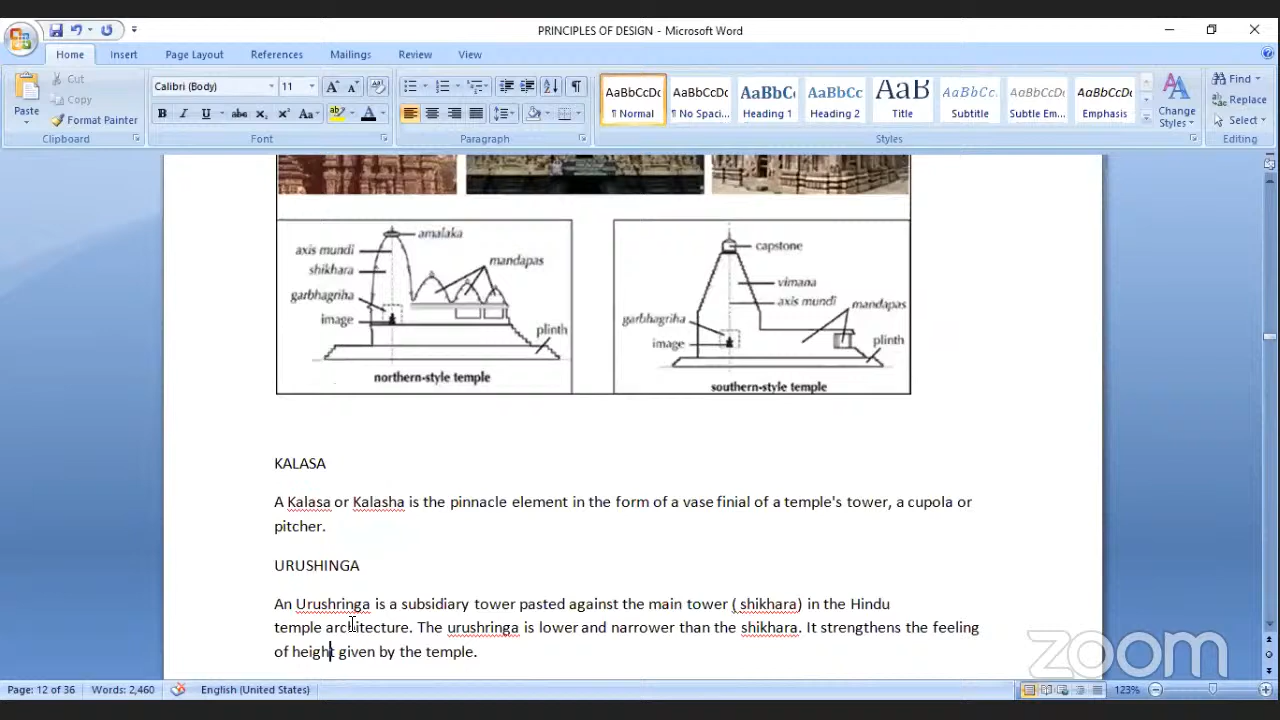 PRINCIPLES OF DESIGN - Microsoft Word
Home Insert Page Layout References Mailings Review View
Cut
Calibri (Body) 11
AaBbCcDc AaBbCcDc AaBbC AaBbCc AaB AaBbCc. AaBbCcDc AaBbCcDc
Find
Copy
Replace
Paste
Format Painter
B I U abc x₂ x² Aa
¶ Normal ¶ No Spaci... Heading 1 Heading 2 Title Subtitle Subtle Em... Emphasis
Change Styles
Select
Clipboard Font Paragraph Styles Editing
amalaka
axis mundi
shikhara
mandapas
garbhagriha
image
plinth
northern-style temple
capstone
vimana
axis mundi
mandapas
garbhagriha
image
plinth
southern-style temple
KALASA
A Kalasa or Kalasha is the pinnacle element in the form of a vase finial of a temple's tower, a cupola or
pitcher.
URUSHINGA
An Urushringa is a subsidiary tower pasted against the main tower ( shikhara) in the Hindu
temple architecture. The urushringa is lower and narrower than the shikhara. It strengthens the feeling
of height given by the temple.
zoom
Page: 12 of 36 Words: 2,460 English (United States) 123%